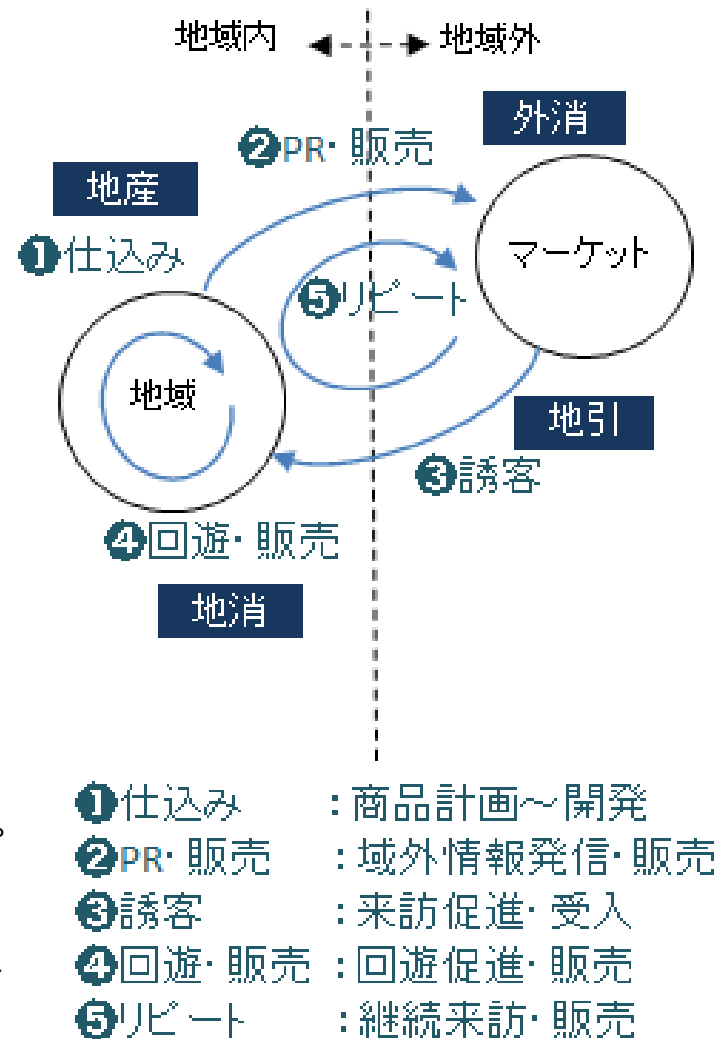 地域内 地域外
外消
❷PR・販売
地産
❶仕込み
マーケット
❺リピート
地域
地引
❸誘客
❹回遊・販売
地消
❶仕込み ：商品計画～開発
❷PR・販売 ：域外情報発信・販売
❸誘客 ：来訪促進・受入
❹回遊・販売 ：回遊促進・販売
❺リピート ：継続来訪・販売